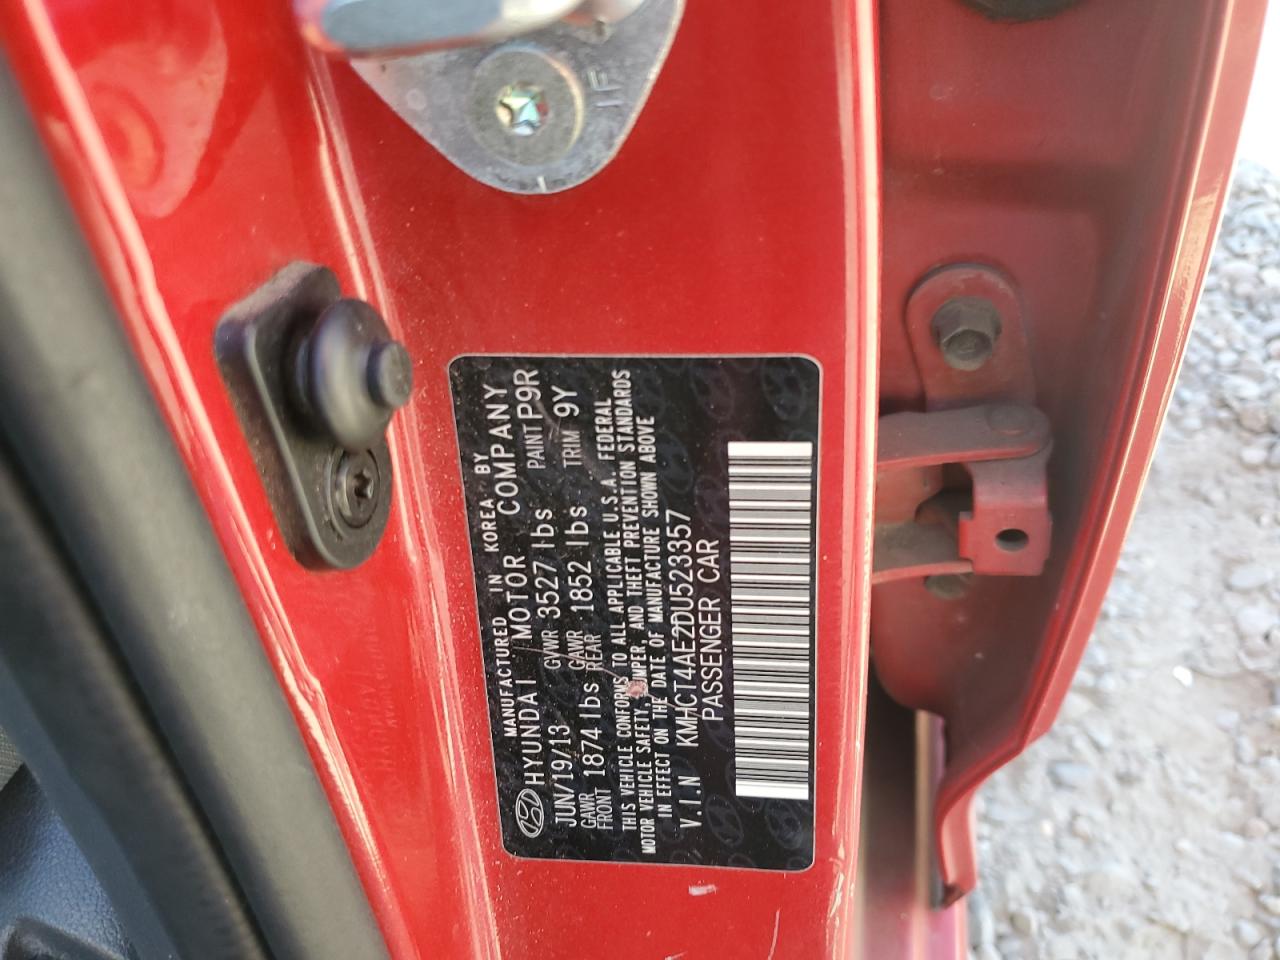 MANUFACTURED IN KOREA BY
HYUNDAI MOTOR COMPANY
JUN/19/13 GVWR 3527 lbs PAINT P9R
GAWR FRONT 1874 lbs GAWR REAR 1852 lbs TRIM 9Y
THIS VEHICLE CONFORMS TO ALL APPLICABLE U.S.A. FEDERAL
MOTOR VEHICLE SAFETY, BUMPER, AND THEFT PREVENTION STANDARDS
IN EFFECT ON THE DATE OF MANUFACTURE SHOWN ABOVE
V.I.N KMHCT4AE2DU523357
PASSENGER CAR